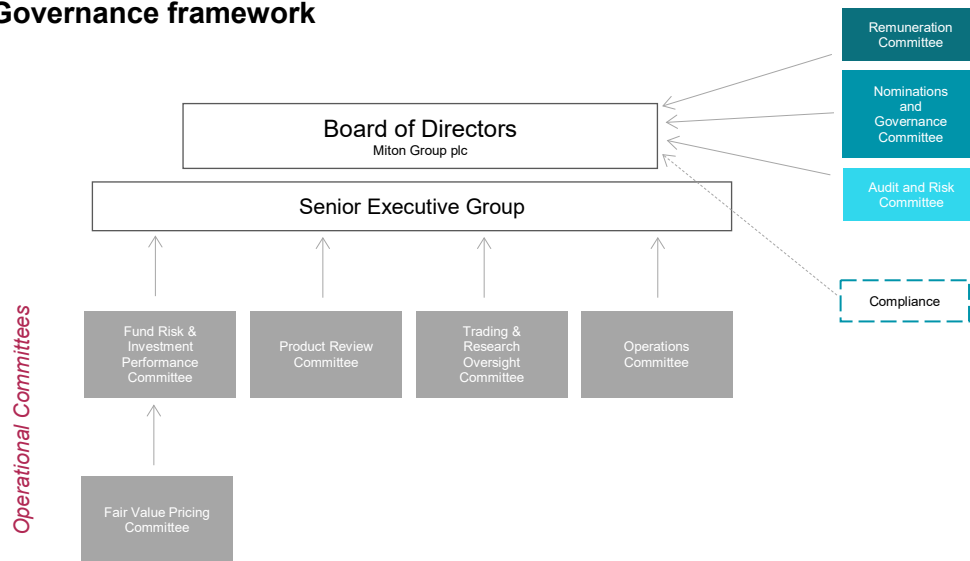 Governance framework
Remuneration
Committee
Nominations
and
Governance
Committee
Board of Directors
Miton Group plc
Audit and Risk
Committee
Senior Executive Group
Compliance
Operational Committees
Fund Risk &
Investment
Performance
Committee
Product Review
Committee
Trading &
Research
Oversight
Committee
Operations
Committee
Fair Value Pricing
Committee